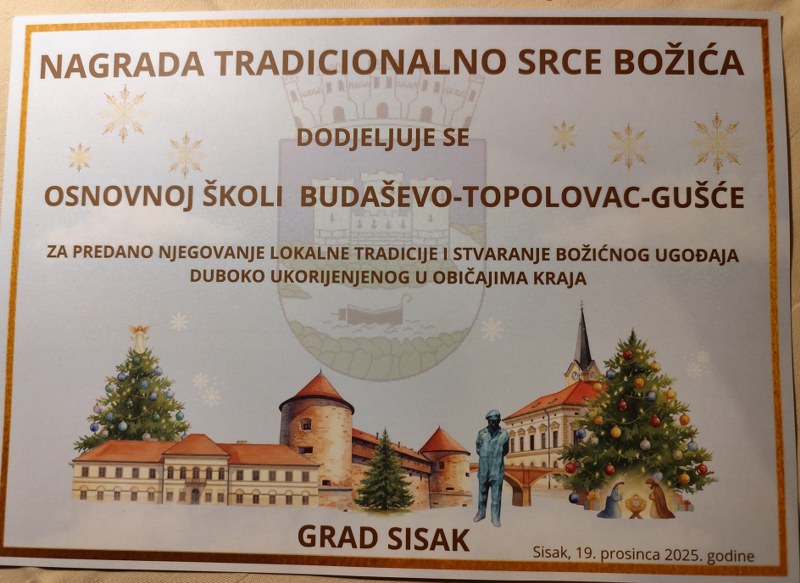 NAGRADA TRADICIONALNO SRCE BOŽIĆA
DODJELJUJE SE
OSNOVNOJ ŠKOLI BUDAŠEVO-TOPOLOVAC-GUŠĆE
ZA PREDANO NJEGOVANJE LOKALNE TRADICIJE I STVARANJE BOŽIĆNOG UGOĐAJA
DUBOKO UKORIJENJENOG U OBIČAJIMA KRAJA
GRAD SISAK
Sisak, 19. prosinca 2025. godine